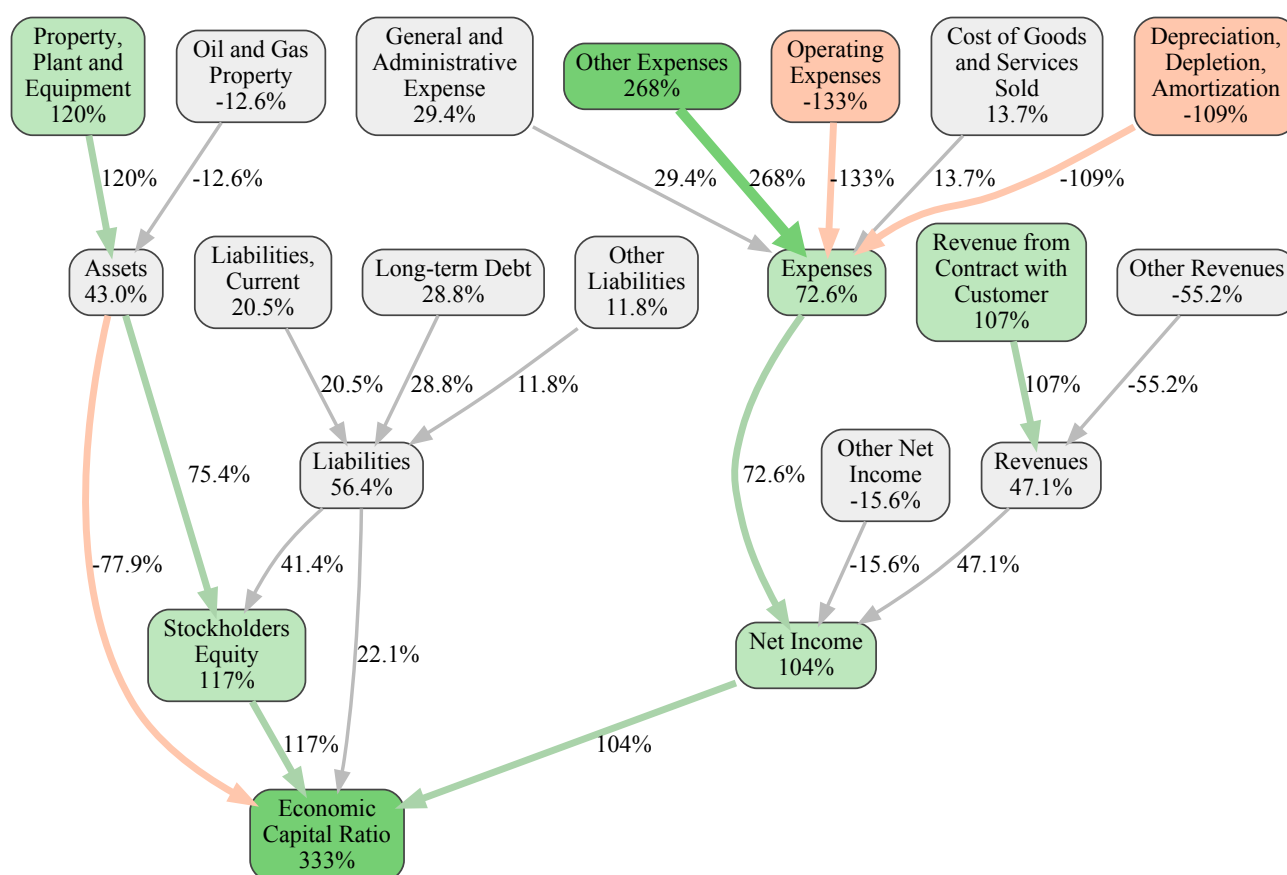 Property,
Plant and
Equipment
120%
Oil and Gas
Property
-12.6%
General and
Administrative
Expense
29.4%
Other Expenses
268%
Operating
Expenses
-133%
Cost of Goods
and Services
Sold
13.7%
Depreciation,
Depletion,
Amortization
-109%
120%
-12.6%
29.4%
268%
-133%
13.7%
-109%
Assets
43.0%
Liabilities,
Current
20.5%
Long-term Debt
28.8%
Other
Liabilities
11.8%
Expenses
72.6%
Revenue from
Contract with
Customer
107%
Other Revenues
-55.2%
20.5%
28.8%
11.8%
107%
-55.2%
75.4%
Liabilities
56.4%
72.6%
Other Net
Income
-15.6%
Revenues
47.1%
-77.9%
41.4%
-15.6%
47.1%
Stockholders
Equity
117%
22.1%
Net Income
104%
117%
104%
Economic
Capital Ratio
333%